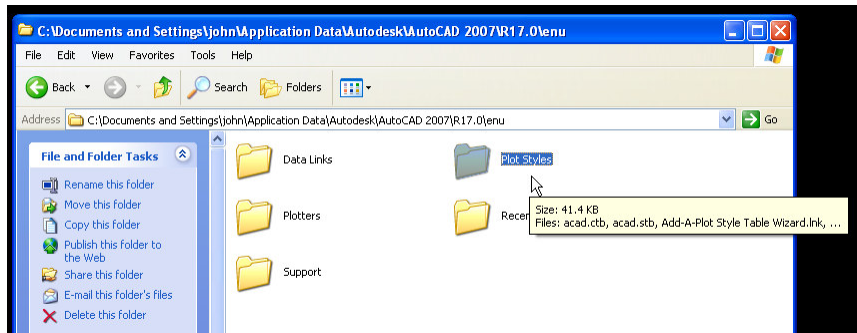 C:\Documents and Settings\john\Application Data\Autodesk\AutoCAD 2007\R17.0\enu
File Edit View Favorites Tools Help
Back Search Folders
Address C:\Documents and Settings\john\Application Data\Autodesk\AutoCAD 2007\R17.0\enu Go
File and Folder Tasks
Rename this folder
Move this folder
Copy this folder
Publish this folder to
the Web
Share this folder
E-mail this folder's files
Delete this folder
Data Links
Plot Styles
Plotters
Recen
Support
Size: 41.4 KB
Files: acad.ctb, acad.stb, Add-A-Plot Style Table Wizard.lnk, ...